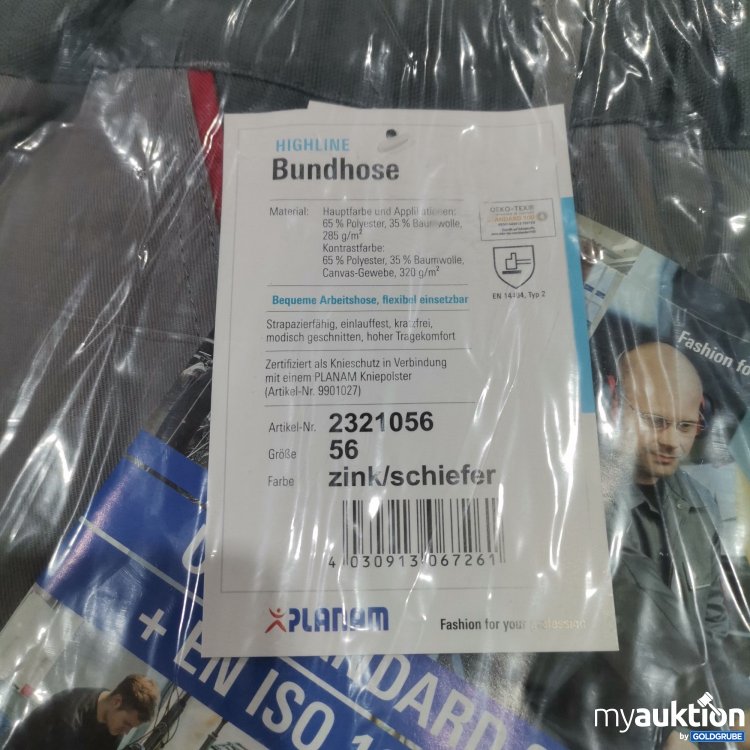 HIGHLINE
Bundhose
Material: Hauptfarbe und Applikationen:
65 % Polyester, 35 % Baumwolle,
285 g/m²
Kontrastfarbe:
65 % Polyester, 35 % Baumwolle,
Canvas-Gewebe, 320 g/m²
OEKO-TEX®
STANDARD 100
EN 14404, Typ 2
Bequeme Arbeitshose, flexibel einsetzbar
Strapazierfähig, einlauffest, kratzfrei,
modisch geschnitten, hoher Tragekomfort
Zertifiziert als Knieschutz in Verbindung
mit einem PLANAM Kniepolster
(Artikel-Nr. 9901027)
Artikel-Nr. 2321056
Größe 56
Farbe zink/schiefer
4 030913 067261
PLANAM
Fashion for your
Fashion fo
+ EN ISO
myauktion
by GOLDGRUBE